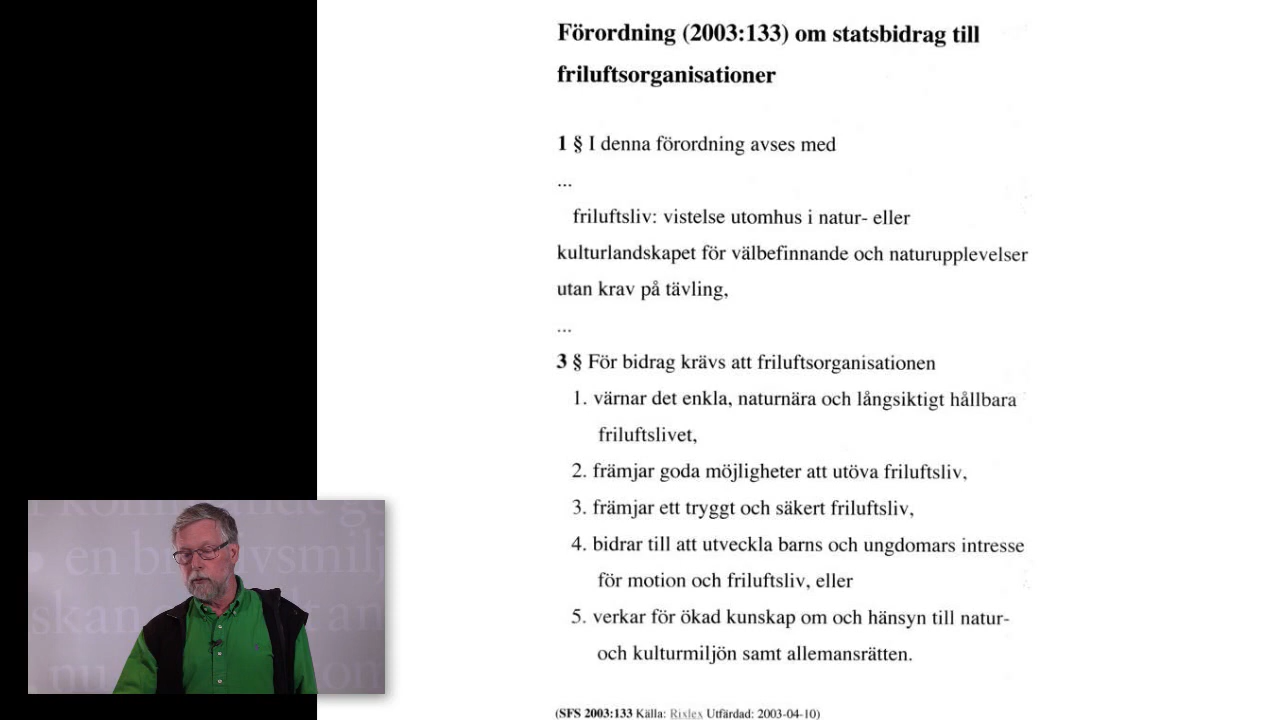 Förordning (2003:133) om statsbidrag till
friluftsorganisationer
1 § I denna förordning avses med
...
friluftsliv: vistelse utomhus i natur- eller
kulturlandskapet för välbefinnande och naturupplevelser
utan krav på tävling,
...
3 § För bidrag krävs att friluftsorganisationen
1. värnar det enkla, naturnära och långsiktigt hållbara
friluftslivet,
2. främjar goda möjligheter att utöva friluftsliv,
3. främjar ett tryggt och säkert friluftsliv,
4. bidrar till att utveckla barns och ungdomars intresse
för motion och friluftsliv, eller
5. verkar för ökad kunskap om och hänsyn till natur-
och kulturmiljön samt allemansrätten.
(SFS 2003:133 Källa: Rixlex Utfärdad: 2003-04-10)
en
skan
nu